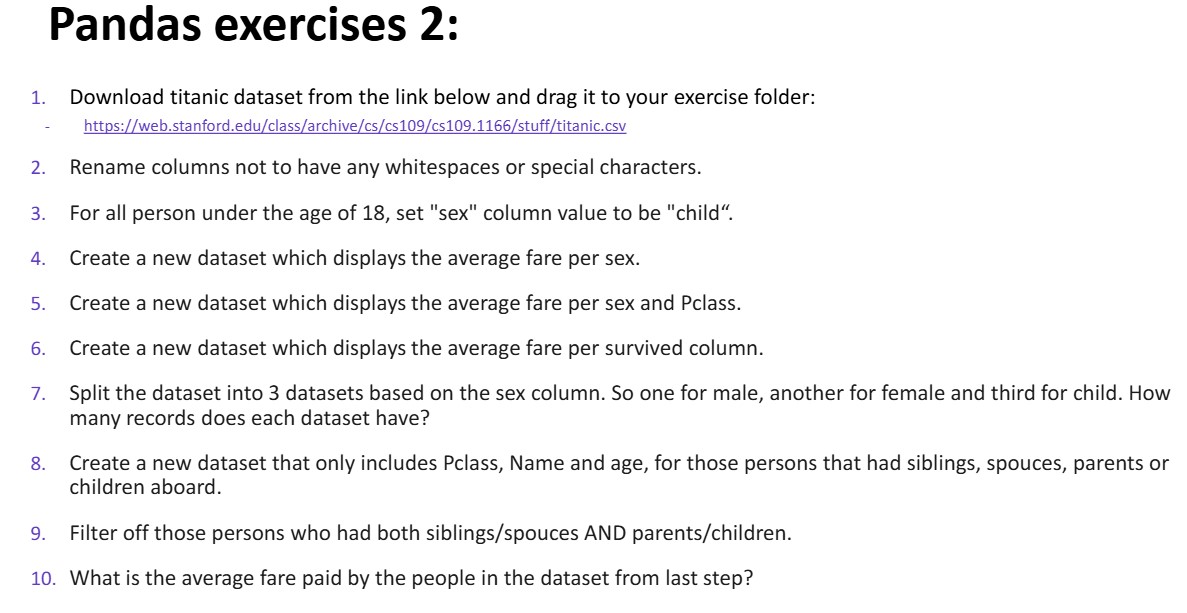 Pandas exercises 2:
1. Download titanic dataset from the link below and drag it to your exercise folder:
- https://web.stanford.edu/class/archive/cs/cs109/cs109.1166/stuff/titanic.csv
2. Rename columns not to have any whitespaces or special characters.
3. For all person under the age of 18, set "sex" column value to be "child“.
4. Create a new dataset which displays the average fare per sex.
5. Create a new dataset which displays the average fare per sex and Pclass.
6. Create a new dataset which displays the average fare per survived column.
7. Split the dataset into 3 datasets based on the sex column. So one for male, another for female and third for child. How
many records does each dataset have?
8. Create a new dataset that only includes Pclass, Name and age, for those persons that had siblings, spouces, parents or
children aboard.
9. Filter off those persons who had both siblings/spouces AND parents/children.
10. What is the average fare paid by the people in the dataset from last step?